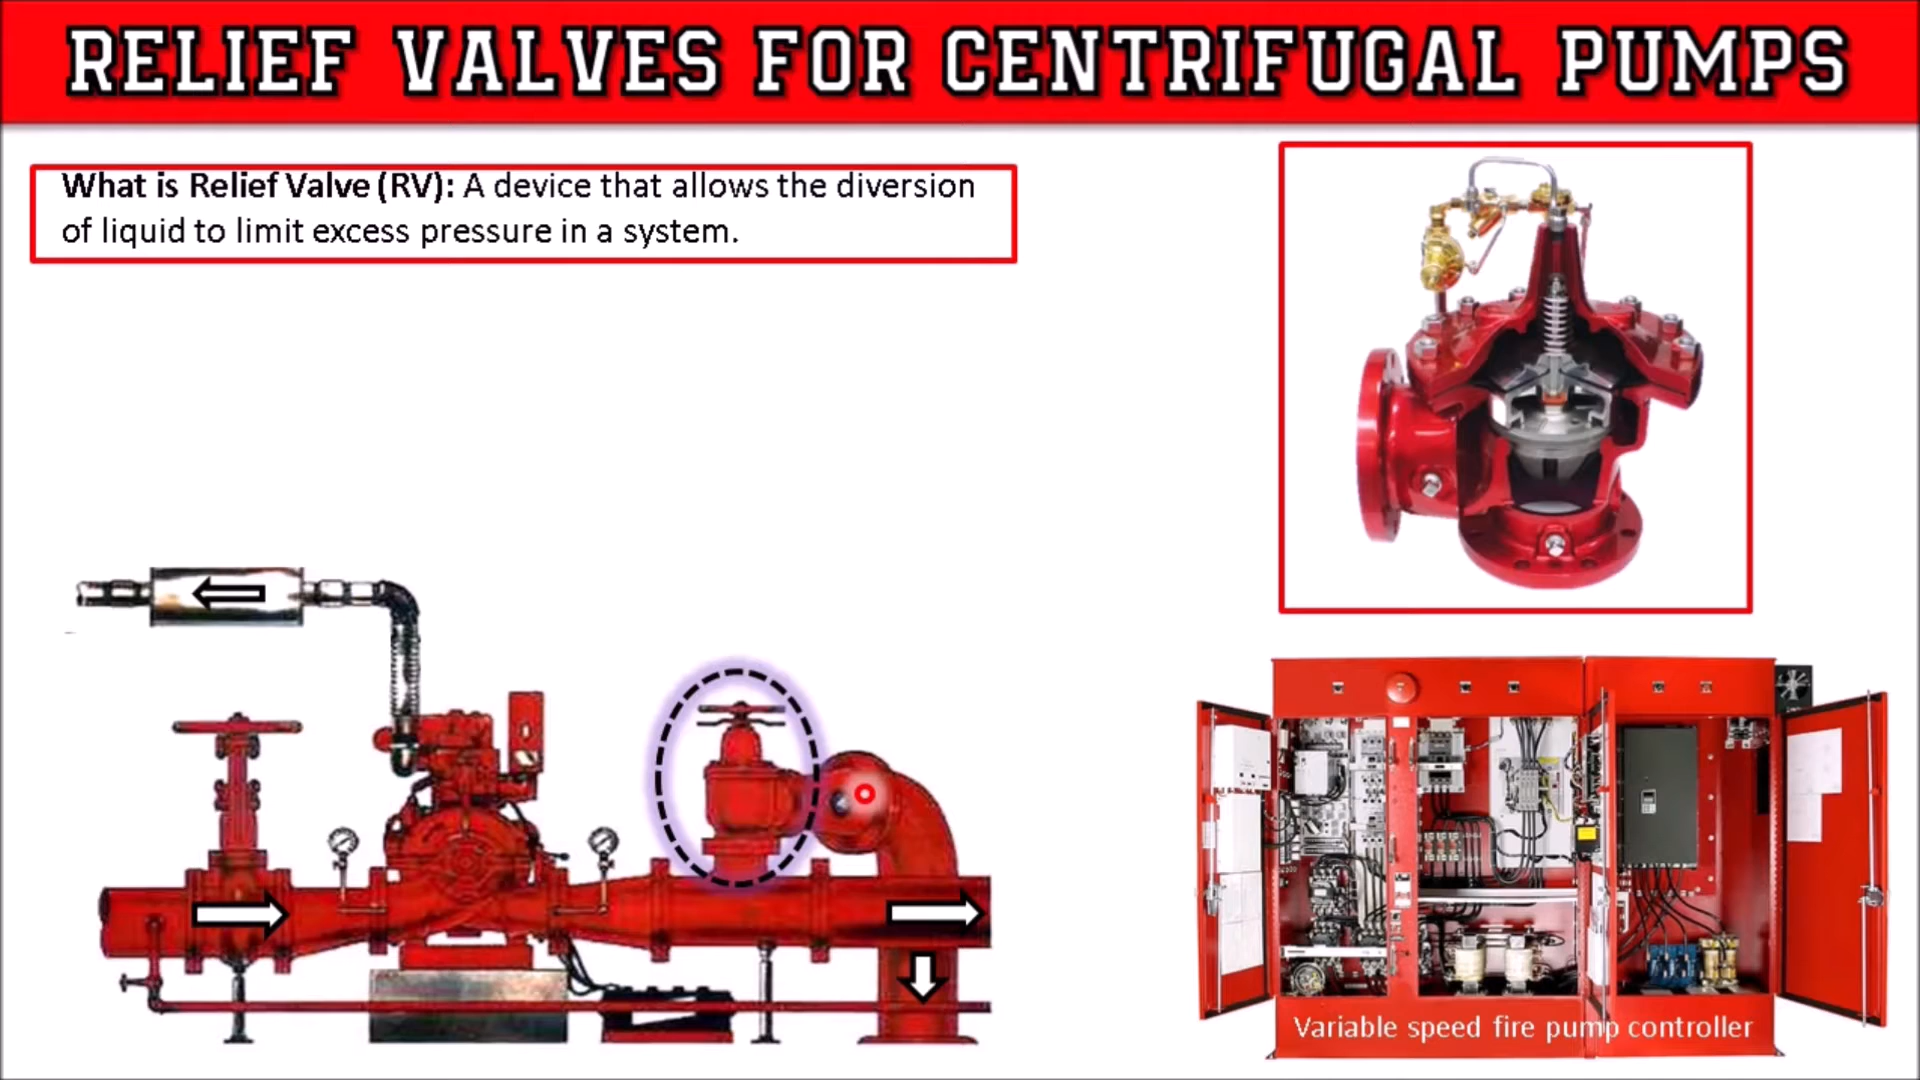 RELIEF VALVES FOR CENTRIFUGAL PUMPS
What is Relief Valve (RV): A device that allows the diversion
of liquid to limit excess pressure in a system.
Variable speed fire pump controller